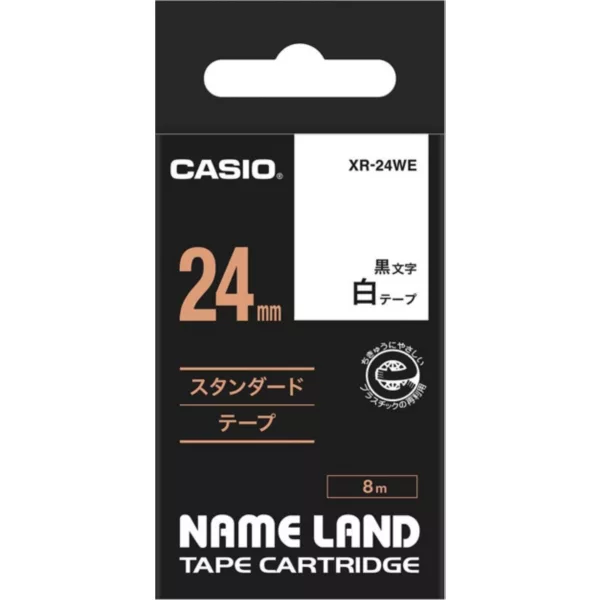 CASIO®
XR-24WE
24mm
黒文字
白テープ
スタンダード
テープ
ちきゅうにやさしい
プラスチックの再利用
8m
NAME LAND
TAPE CARTRIDGE